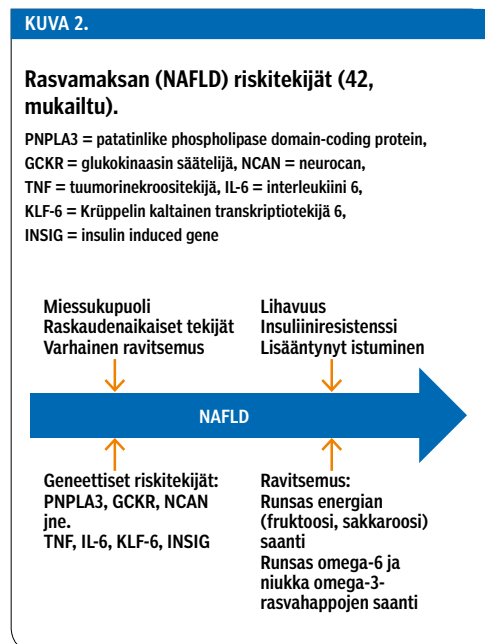 KUVA 2.
Rasvamaksan (NAFLD) riskitekijät (42,
mukailtu).
PNPLA3 = patatinlike phospholipase domain-coding protein,
GCKR = glukokinaasin säätelijä, NCAN = neurocan,
TNF = tuumorinekroositekijä, IL-6 = interleukiini 6,
KLF-6 = Krüppelin kaltainen transkriptiotekijä 6,
INSIG = insulin induced gene
Miessukupuoli
Raskaudenaikaiset tekijät
Varhainen ravitsemus
Lihavuus
Insuliiniresistenssi
Lisääntynyt istuminen
NAFLD
Geneettiset riskitekijät:
PNPLA3, GCKR, NCAN
jne.
TNF, IL-6, KLF-6, INSIG
Ravitsemus:
Runsas energian
(fruktoosi, sakkaroosi)
saanti
Runsas omega-6 ja
niukka omega-3-
rasvahappojen saanti